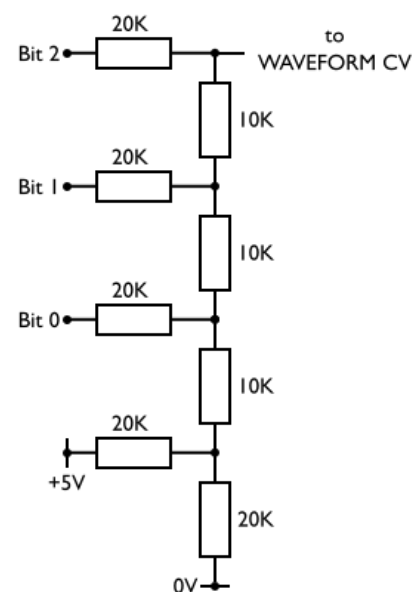 20K
to
Bit 2
WAVEFORM CV
10K
20K
Bit 1
10K
20K
Bit 0
10K
20K
+5V
20K
0V